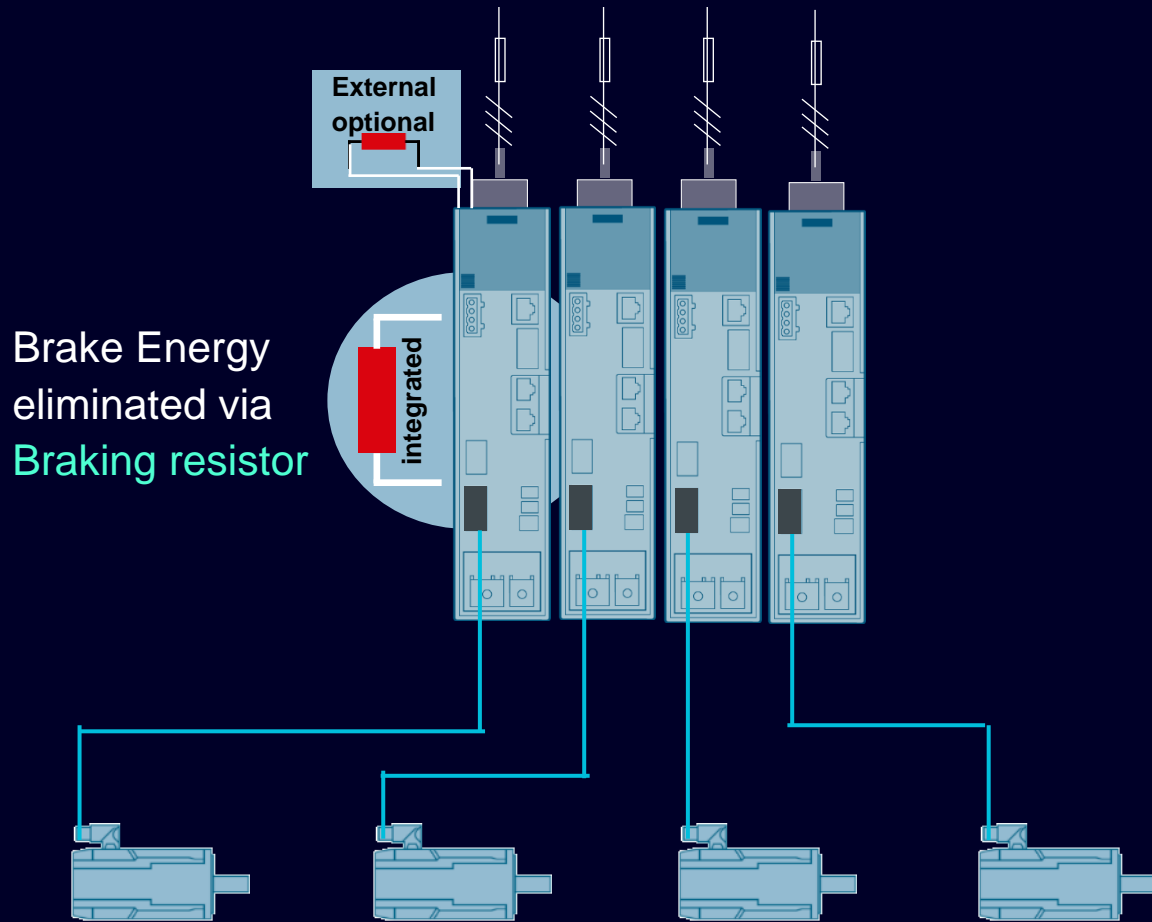 External
optional
Brake Energy
eliminated via
Braking resistor
integrated